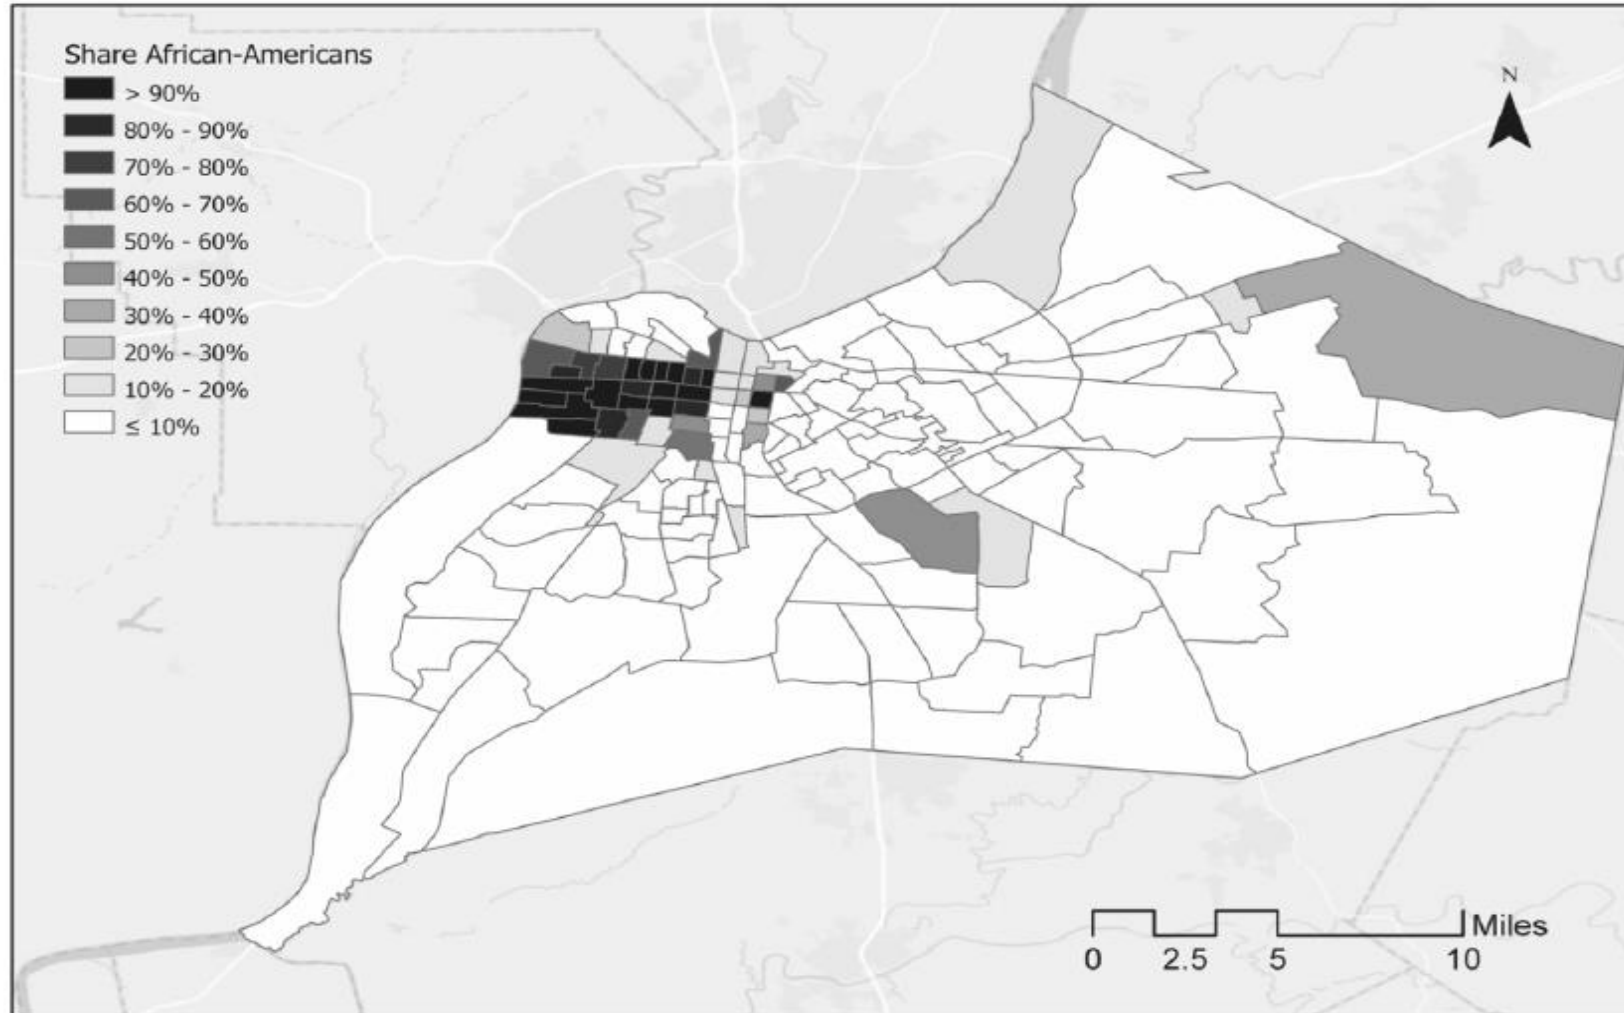 Share African-Americans
> 90%
80% - 90%
70% - 80%
60% - 70%
50% - 60%
40% - 50%
30% - 40%
20% - 30%
10% - 20%
≤ 10%
N
Miles
0 2.5 5 10